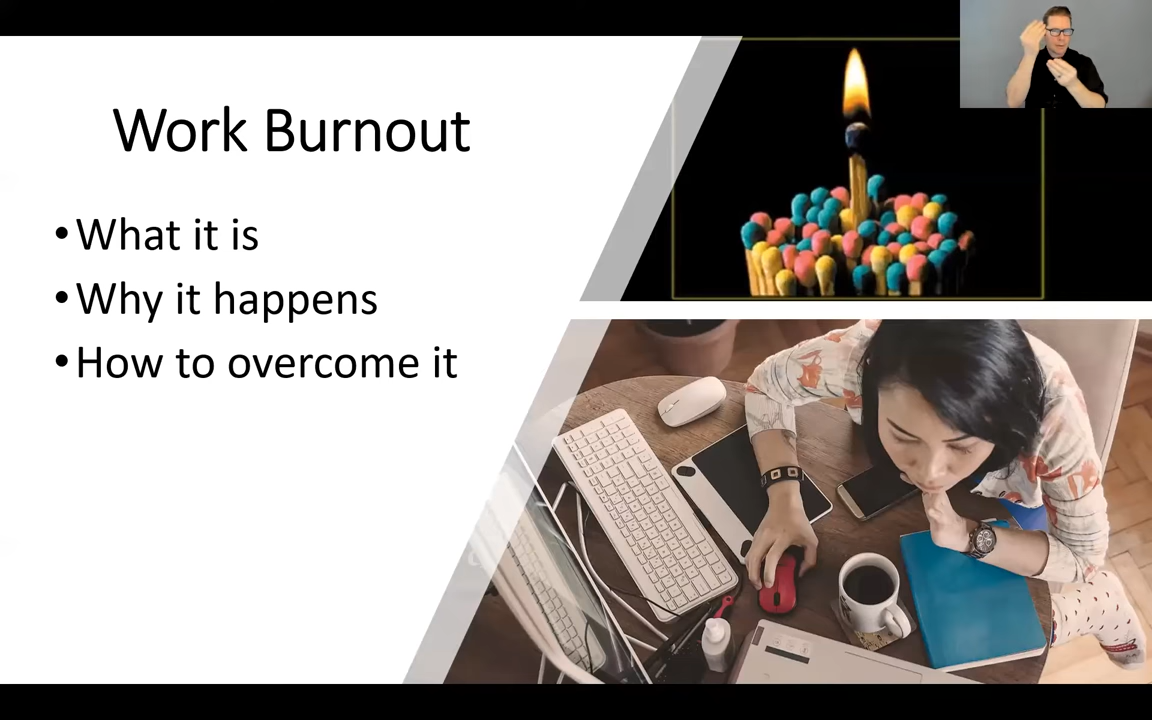 Work Burnout
•What it is
•Why it happens
•How to overcome it